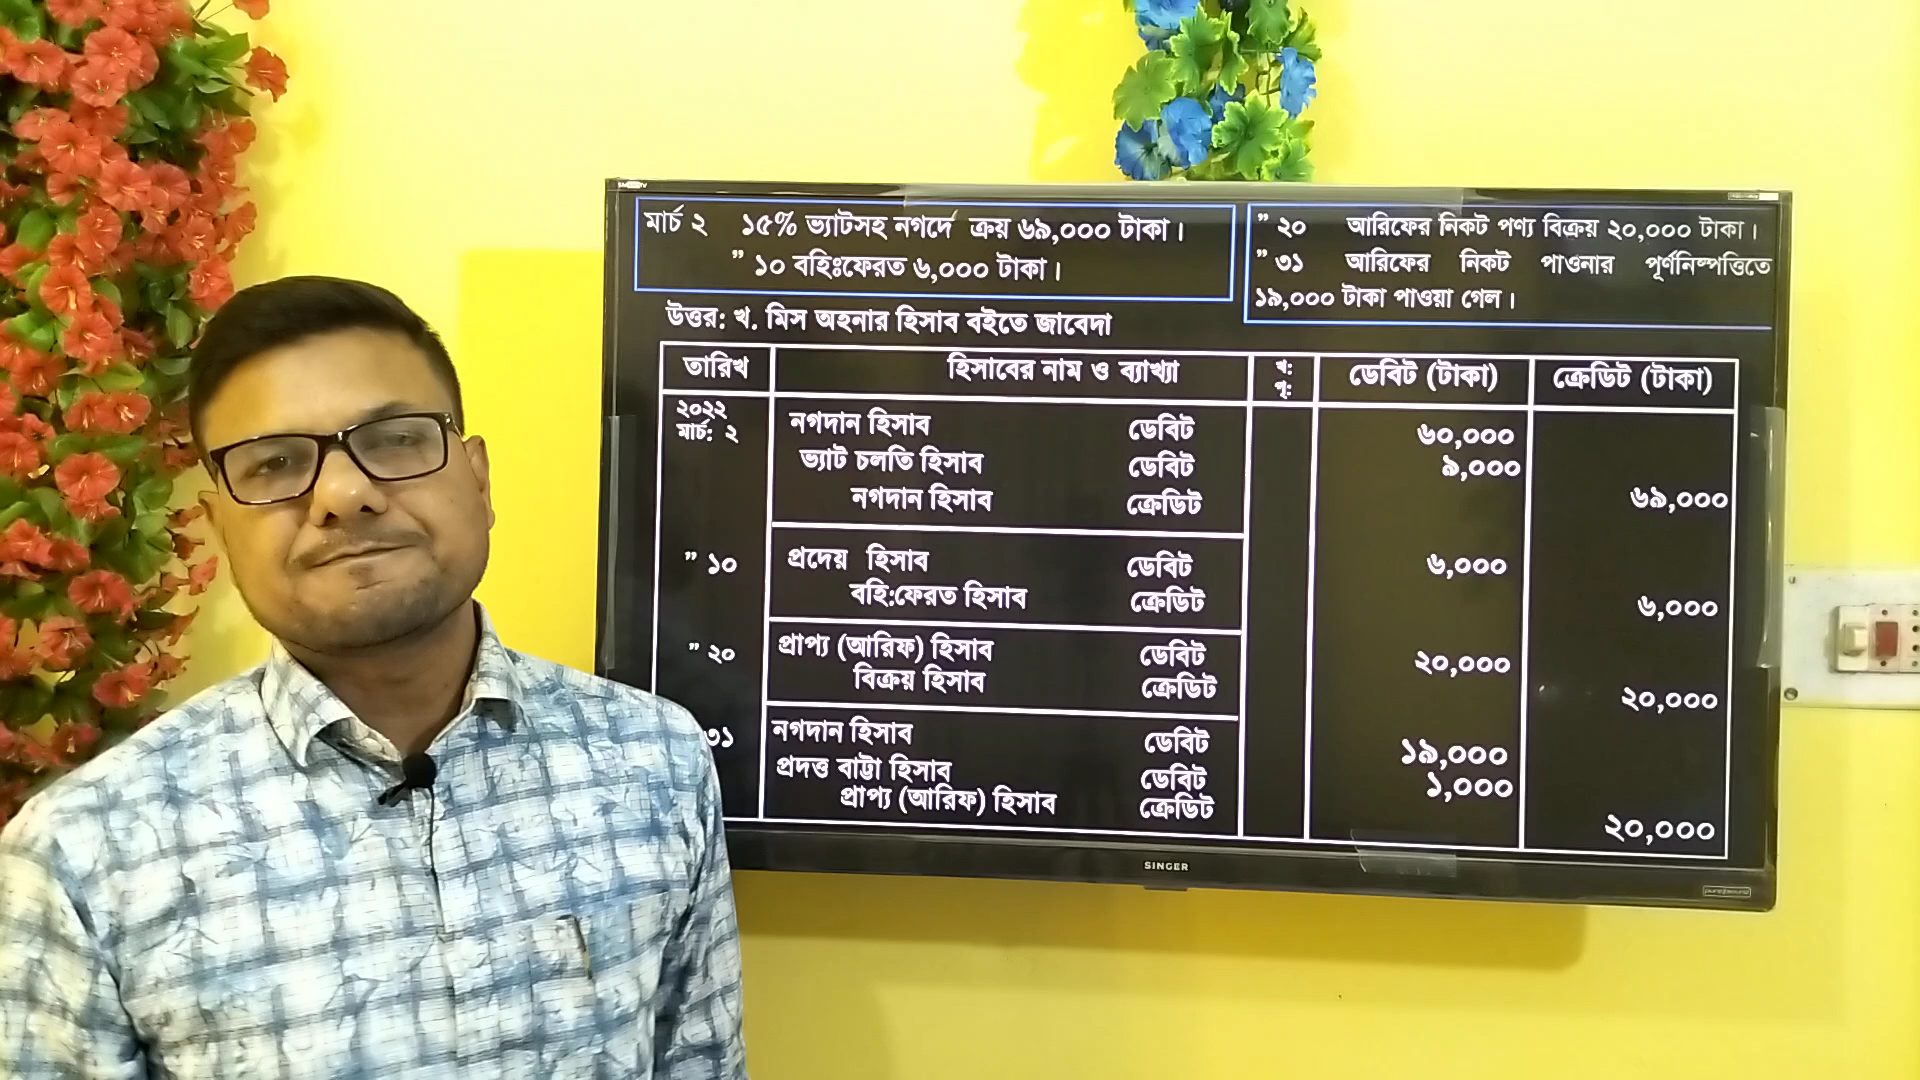 মার্চ ২ ১৫% ভ্যাটসহ নগদে ক্রয় ৬৯,০০০ টাকা।
” ১০ বহিঃফেরত ৬,০০০ টাকা।
” ২০ আরিফের নিকট পণ্য বিক্রয় ২০,০০০ টাকা।
” ৩১ আরিফের নিকট পাওনার পূর্ণনিষ্পত্তিতে
১৯,০০০ টাকা পাওয়া গেল।
উত্তর: খ. মিস অহনার হিসাব বইতে জাবেদা
তারিখ হিসাবের নাম ও ব্যাখ্যা খ: পৃ: ডেবিট (টাকা) ক্রেডিট (টাকা)
২০২২
মার্চ: ২ নগদান হিসাব ডেবিট ৬০,০০০
ভ্যাট চলতি হিসাব ডেবিট ৯,০০০
নগদান হিসাব ক্রেডিট ৬৯,০০০
” ১০ প্রদেয় হিসাব ডেবিট ৬,০০০
বহি:ফেরত হিসাব ক্রেডিট ৬,০০০
” ২০ প্রাপ্য (আরিফ) হিসাব ডেবিট ২০,০০০
বিক্রয় হিসাব ক্রেডিট ২০,০০০
৩১ নগদান হিসাব ডেবিট ১৯,০০০
প্রদত্ত বাট্টা হিসাব ডেবিট ১,০০০
প্রাপ্য (আরিফ) হিসাব ক্রেডিট ২০,০০০
SINGER